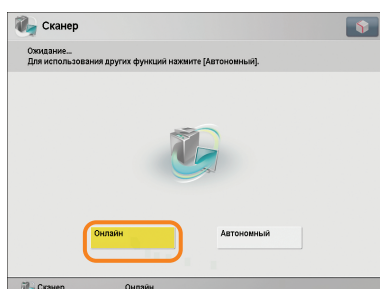 Сканер
Ожидание...
Для использования других функций нажмите [Автономный].
Онлайн
Автономный
Сканер
Онлайн